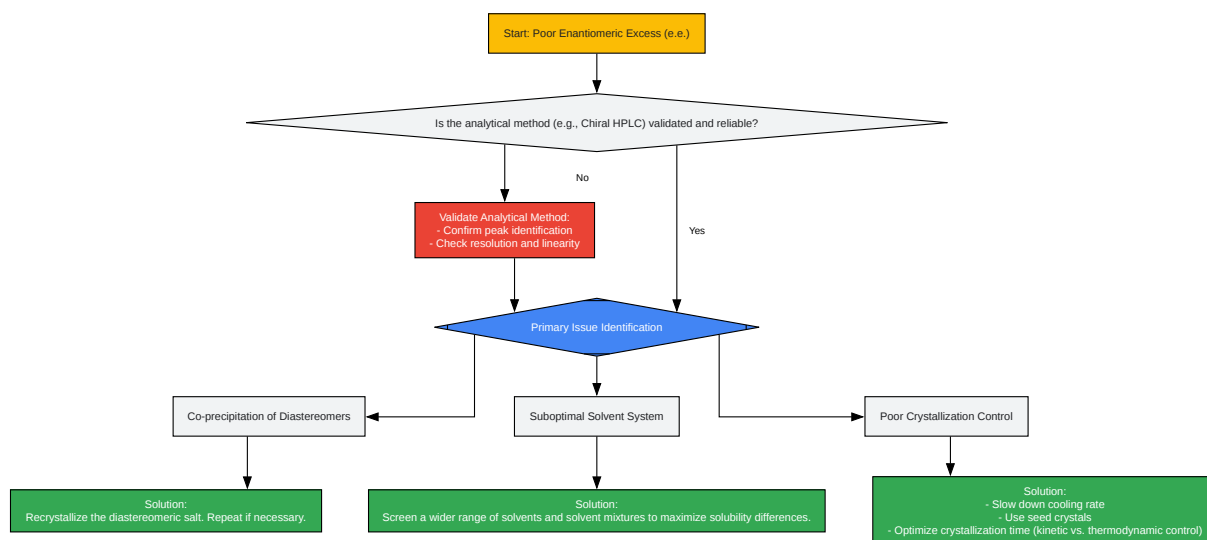 Start: Poor Enantiomeric Excess (e.e.)
Is the analytical method (e.g., Chiral HPLC) validated and reliable?
No
Validate Analytical Method:
- Confirm peak identification
- Check resolution and linearity
Yes
Primary Issue Identification
Co-precipitation of Diastereomers
Suboptimal Solvent System
Poor Crystallization Control
Solution:
Recrystallize the diastereomeric salt. Repeat if necessary.
Solution:
Screen a wider range of solvents and solvent mixtures to maximize solubility differences.
Solution:
- Slow down cooling rate
- Use seed crystals
- Optimize crystallization time (kinetic vs. thermodynamic control)